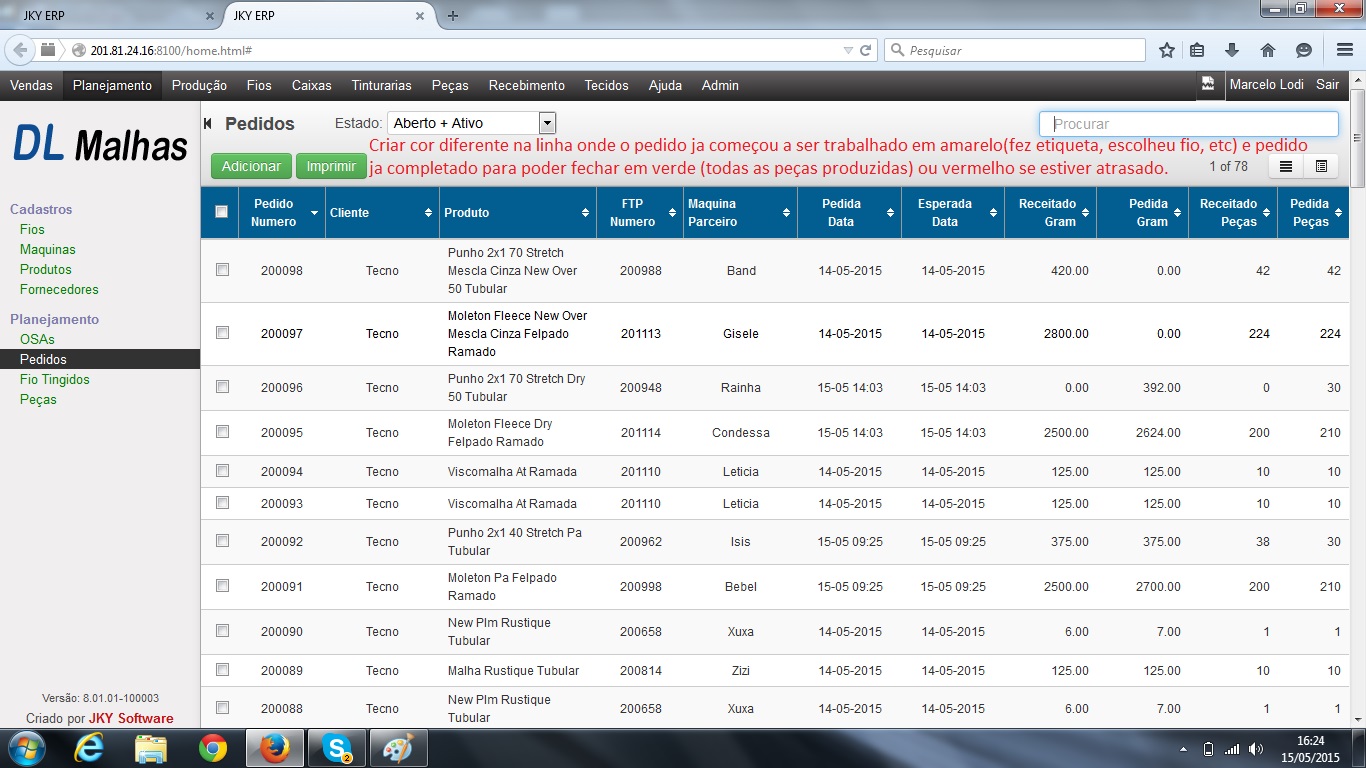 JKY ERP
JKY ERP
201.81.24.16:8100/home.html#
Pesquisar
Vendas Planejamento Produção Fios Caixas Tinturarias Peças Recebimento Tecidos Ajuda Admin Marcelo Lodi Sair
DL Malhas
Cadastros
Fios
Maquinas
Produtos
Fornecedores
Planejamento
OSAs
Pedidos
Fio Tingidos
Peças
Versão: 8.01.01-100003
Criado por JKY Software
Pedidos Estado: Aberto + Ativo Procurar
Criar cor diferente na linha onde o pedido ja começou a ser trabalhado em amarelo(fez etiqueta, escolheu fio, etc) e pedido
ja completado para poder fechar em verde (todas as peças produzidas) ou vermelho se estiver atrasado.
Adicionar Imprimir 1 of 78
Pedido Numero Cliente Produto FTP Numero Maquina Parceiro Pedida Data Esperada Data Receitado Gram Pedida Gram Receitado Peças Pedida Peças
200098 Tecno Punho 2x1 70 Stretch Mescla Cinza New Over 50 Tubular 200988 Band 14-05-2015 14-05-2015 420.00 0.00 42 42
200097 Tecno Moleton Fleece New Over Mescla Cinza Felpado Ramado 201113 Gisele 14-05-2015 14-05-2015 2800.00 0.00 224 224
200096 Tecno Punho 2x1 70 Stretch Dry 50 Tubular 200948 Rainha 15-05 14:03 15-05 14:03 0.00 392.00 0 30
200095 Tecno Moleton Fleece Dry Felpado Ramado 201114 Condessa 15-05 14:03 15-05 14:03 2500.00 2624.00 200 210
200094 Tecno Viscomalha At Ramada 201110 Leticia 14-05-2015 14-05-2015 125.00 125.00 10 10
200093 Tecno Viscomalha At Ramada 201110 Leticia 14-05-2015 14-05-2015 125.00 125.00 10 10
200092 Tecno Punho 2x1 40 Stretch Pa Tubular 200962 Isis 15-05 09:25 15-05 09:25 375.00 375.00 38 30
200091 Tecno Moleton Pa Felpado Ramado 200998 Bebel 15-05 09:25 15-05 09:25 2500.00 2700.00 200 210
200090 Tecno New Plm Rustique Tubular 200658 Xuxa 14-05-2015 14-05-2015 6.00 7.00 1 1
200089 Tecno Malha Rustique Tubular 200814 Zizi 14-05-2015 14-05-2015 125.00 125.00 10 10
200088 Tecno New Plm Rustique Tubular 200658 Xuxa 14-05-2015 14-05-2015 6.00 7.00 1 1
2
16:24
15/05/2015